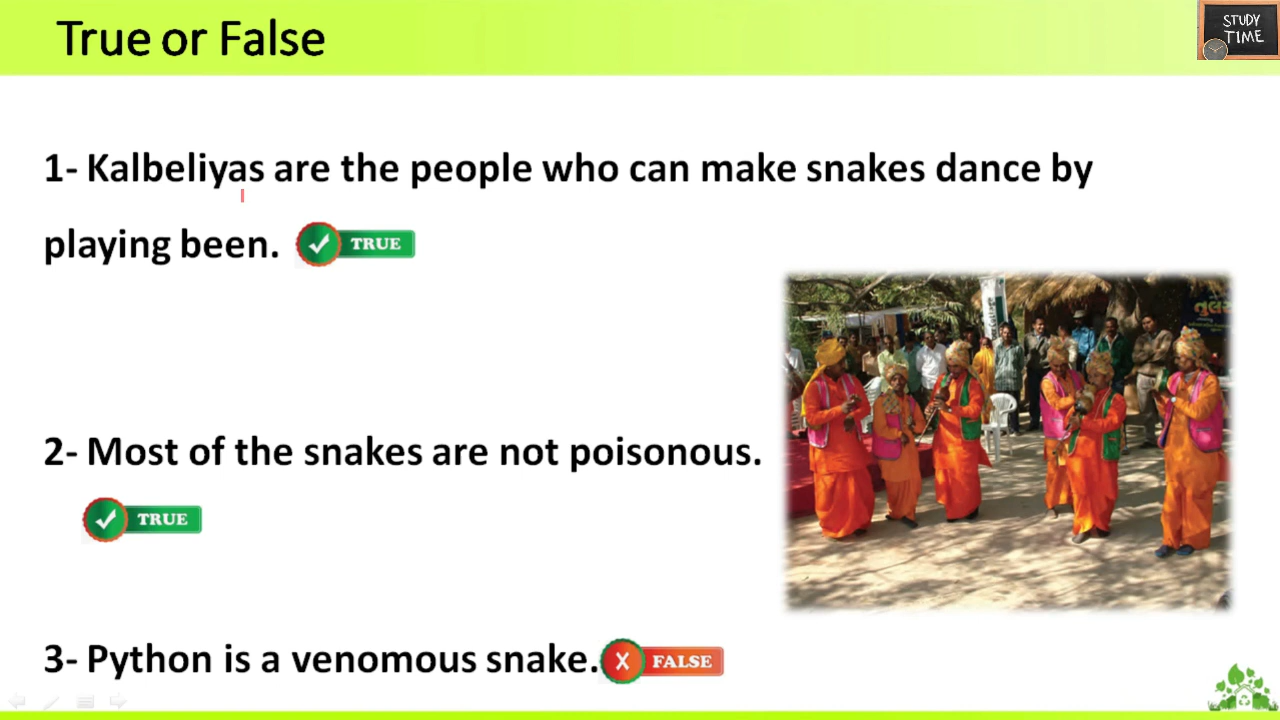 True or False
STUDY
TIME
1- Kalbeliyas are the people who can make snakes dance by
playing been.
TRUE
2- Most of the snakes are not poisonous.
TRUE
3- Python is a venomous snake.
X FALSE